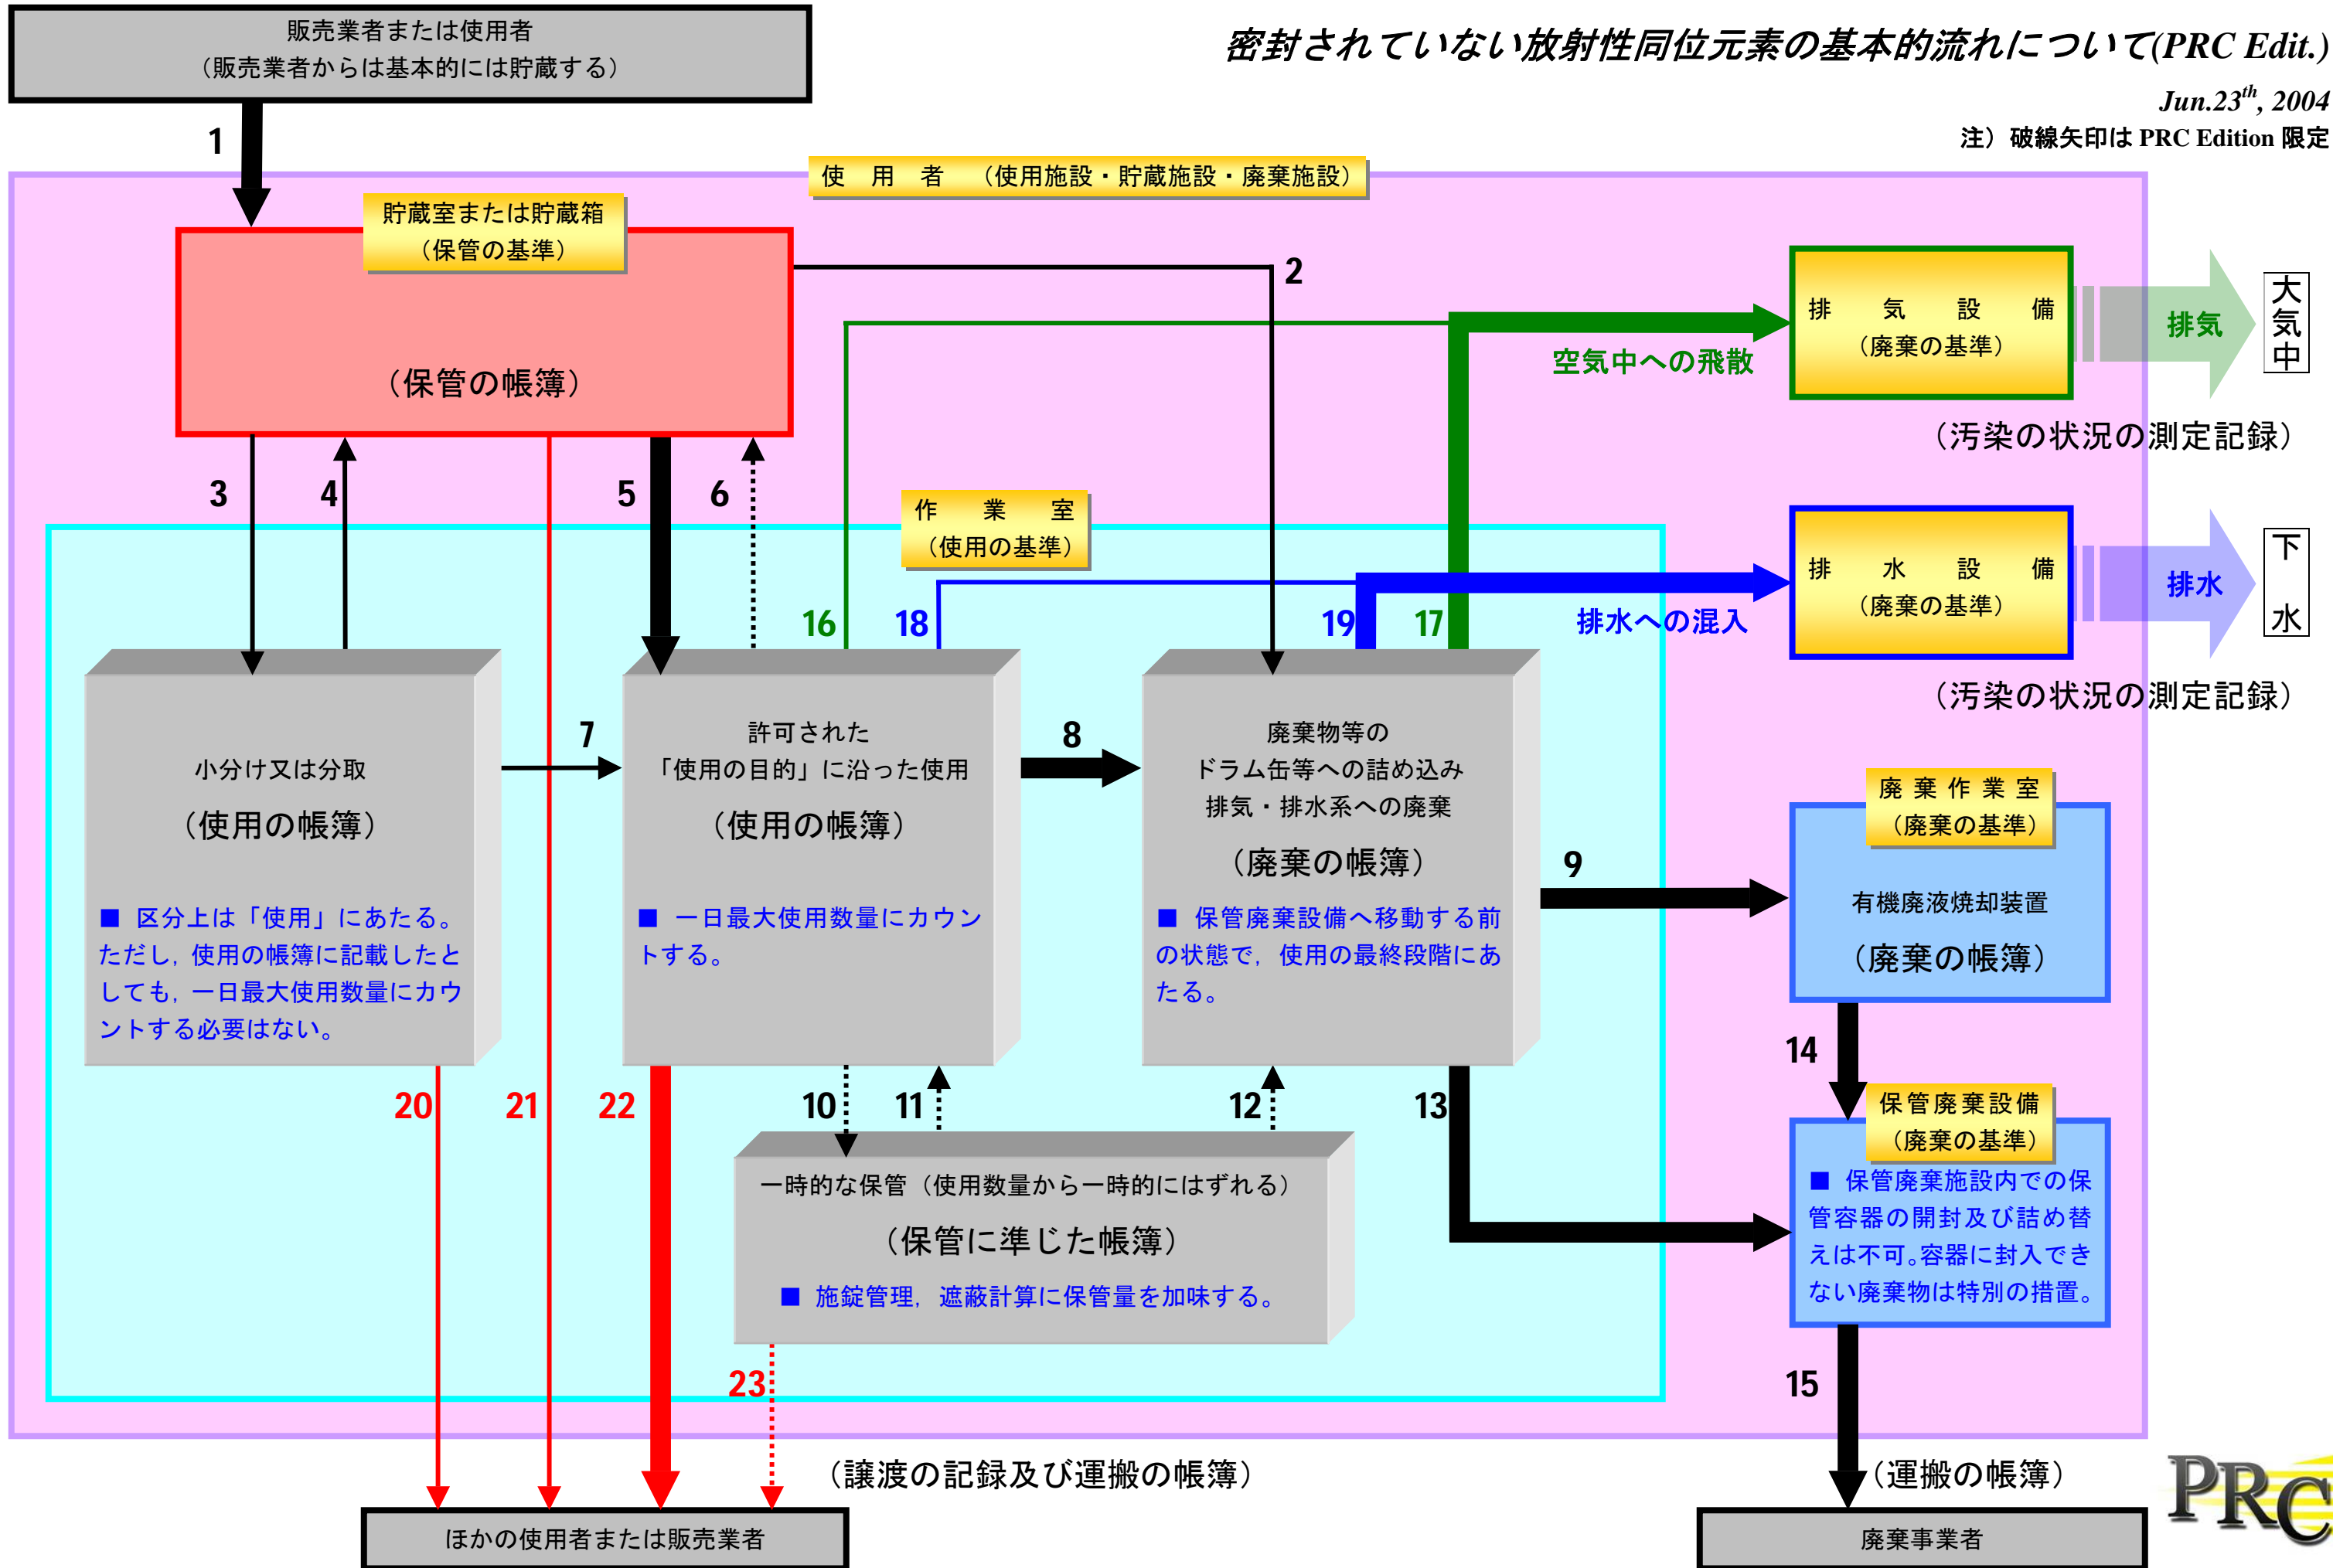 販売業者または使用者
（販売業者からは基本的には貯蔵する）
密封されていない放射性同位元素の基本的流れについて(PRC Edit.)
Jun.23th, 2004
注）破線矢印は PRC Edition 限定
1
使　用　者　（使用施設・貯蔵施設・廃棄施設）
貯蔵室または貯蔵箱
（保管の基準）
（保管の帳簿）
2
排　気　設　備
（廃棄の基準）
排気
大気中
空気中への飛散
（汚染の状況の測定記録）
3
4
5
6
作　業　室
（使用の基準）
排　水　設　備
（廃棄の基準）
排水
下水
16
18
19
17
排水への混入
（汚染の状況の測定記録）
小分け又は分取
（使用の帳簿）
■ 区分上は「使用」にあたる。
ただし，使用の帳簿に記載したと
しても，一日最大使用数量にカウ
ントする必要はない。
7
許可された
「使用の目的」に沿った使用
（使用の帳簿）
■ 一日最大使用数量にカウン
トする。
8
廃棄物等の
ドラム缶等への詰め込み
排気・排水系への廃棄
（廃棄の帳簿）
■ 保管廃棄設備へ移動する前
の状態で，使用の最終段階にあ
たる。
9
廃棄作業室
（廃棄の基準）
有機廃液焼却装置
（廃棄の帳簿）
14
20
21
22
10
11
12
13
保管廃棄設備
（廃棄の基準）
■ 保管廃棄施設内での保
管容器の開封及び詰め替
えは不可。容器に封入でき
ない廃棄物は特別の措置。
一時的な保管（使用数量から一時的にはずれる）
（保管に準じた帳簿）
■ 施錠管理，遮蔽計算に保管量を加味する。
23
15
（譲渡の記録及び運搬の帳簿）
（運搬の帳簿）
PRC
ほかの使用者または販売業者
廃棄事業者